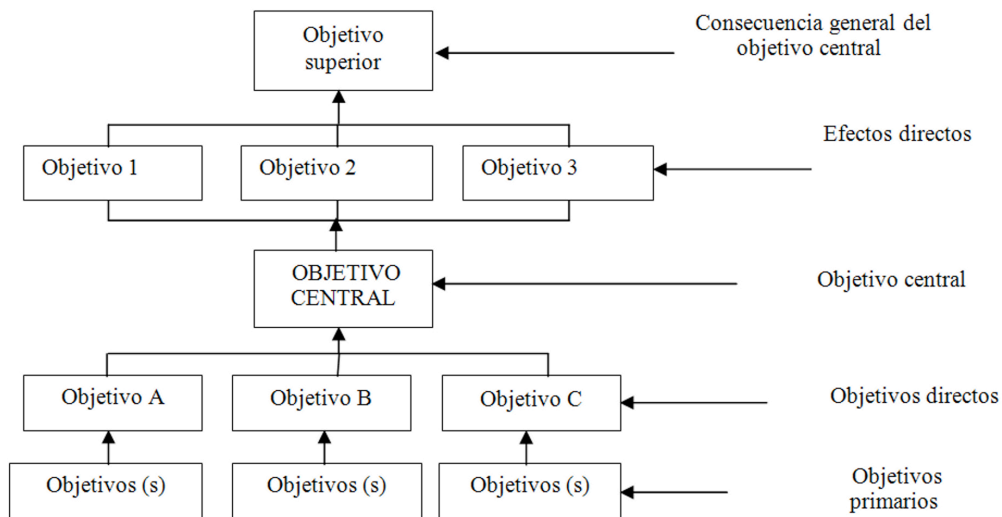 Objetivo
superior
Consecuencia general del
objetivo central
Objetivo 1
Objetivo 2
Objetivo 3
Efectos directos
OBJETIVO
CENTRAL
Objetivo central
Objetivo A
Objetivo B
Objetivo C
Objetivos directos
Objetivos (s)
Objetivos (s)
Objetivos (s)
Objetivos
primarios